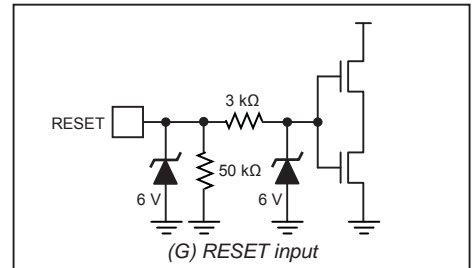 3 kΩ
RESET
50 kΩ
6 V
6 V
(G) RESET input